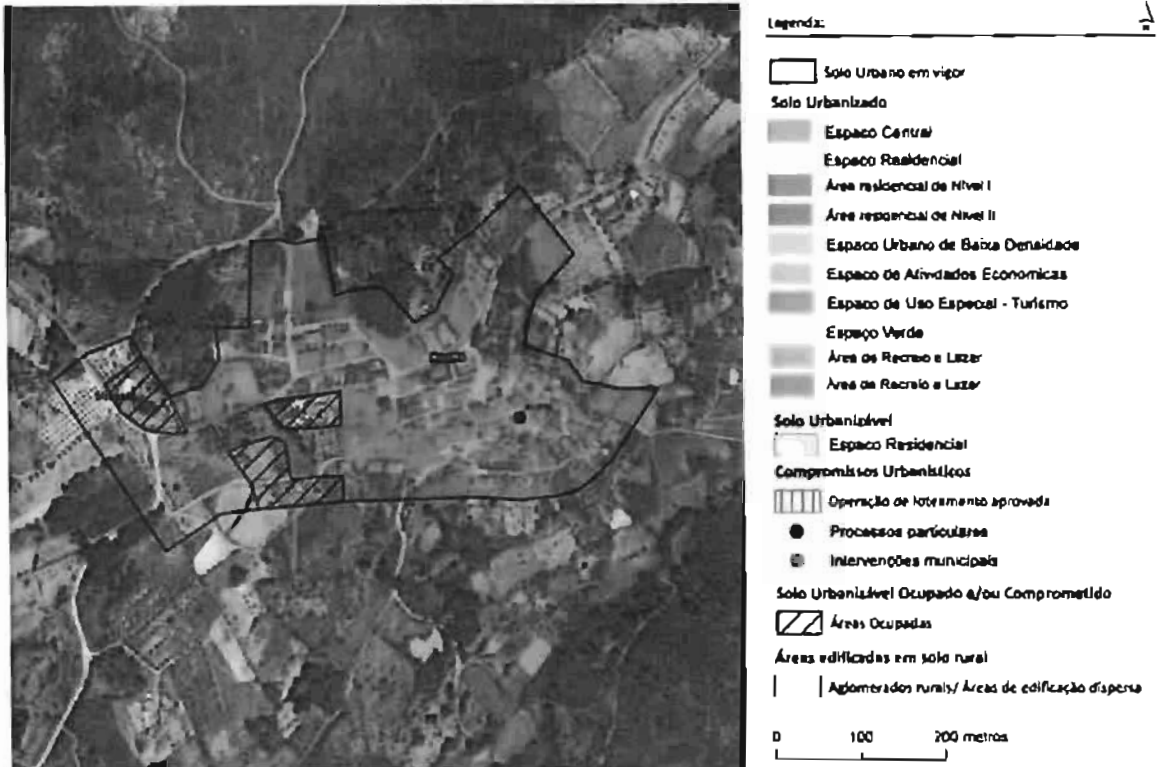 Legenda:
N
Solo Urbano em vigor
Solo Urbanizado
Espaço Central
Espaço Residencial
Área residencial de Nível I
Área residencial de Nível II
Espaço Urbano de Baixa Densidade
Espaço de Atividades Económicas
Espaço de Uso Especial - Turismo
Espaço Verde
Área de Recreio e Lazer
Área de Recreio e Lazer
Solo Urbanizável
Espaço Residencial
Compromissos Urbanísticos
Operação de loteamento aprovada
Processos particulares
Intervenções municipais
Solo Urbanizável Ocupado e/ou Comprometido
Áreas Ocupadas
Áreas edificadas em solo rural
Aglomerados rurais/ Áreas de edificação dispersa
0 100 200 metros